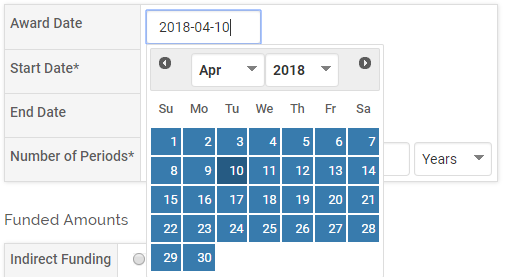 Award Date 2018-04-10
Apr 2018
Start Date*
Su Mo Tu We Th Fr Sa
End Date
1 2 3 4 5 6 7
Number of Periods* Years
8 9 10 11 12 13 14
15 16 17 18 19 20 21
Funded Amounts
22 23 24 25 26 27 28
Indirect Funding
29 30